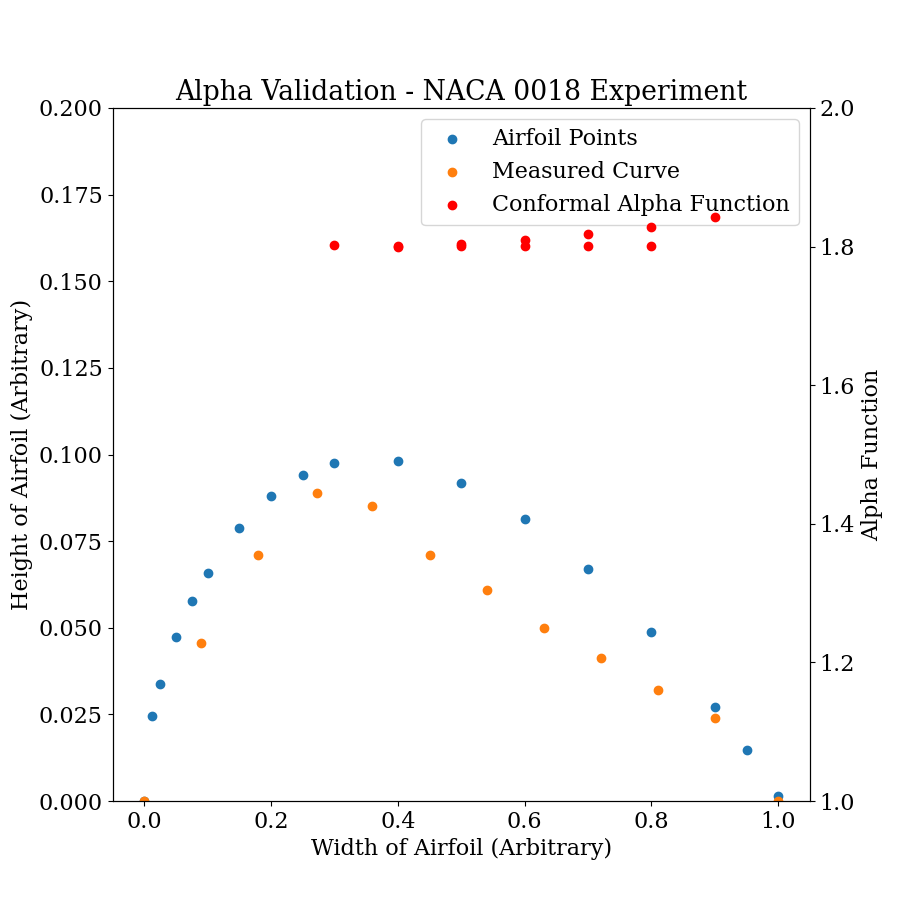 Alpha Validation - NACA 0018 Experiment
Airfoil Points
Measured Curve
Conformal Alpha Function
0.200
0.175
0.150
0.125
0.100
0.075
0.050
0.025
0.000
Height of Airfoil (Arbitrary)
2.0
1.8
1.6
1.4
1.2
1.0
Alpha Function
0.0 0.2 0.4 0.6 0.8 1.0
Width of Airfoil (Arbitrary)